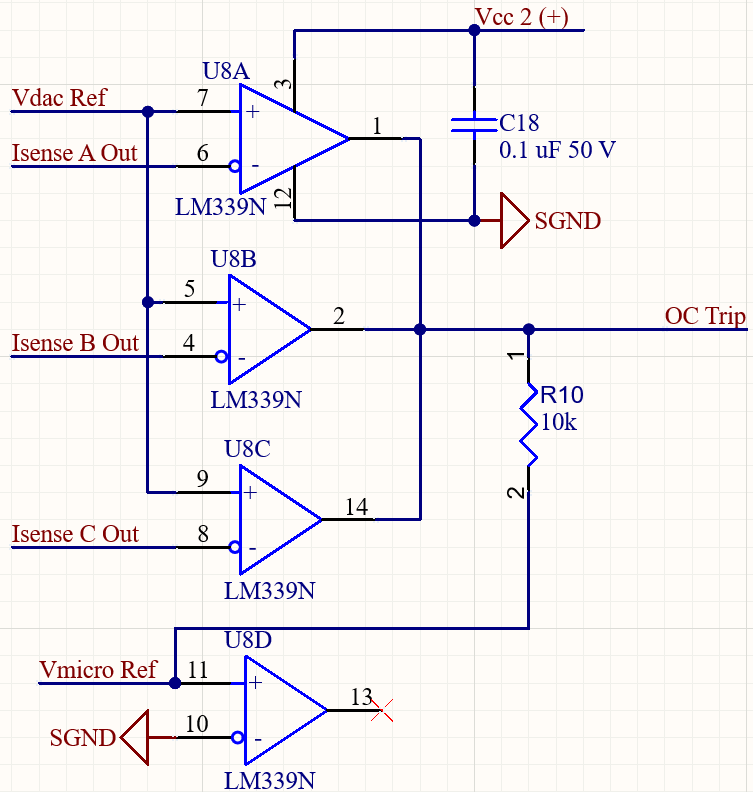 Vcc 2 (+)
U8A
Vdac Ref
7
+
3
1
C18
0.1 uF 50 V
Isense A Out
6
-
12
LM339N
SGND
U8B
5
+
2
OC Trip
Isense B Out
4
-
1
LM339N
R10
10k
U8C
9
+
14
2
Isense C Out
8
-
LM339N
U8D
Vmicro Ref
11
+
13
SGND
10
-
LM339N